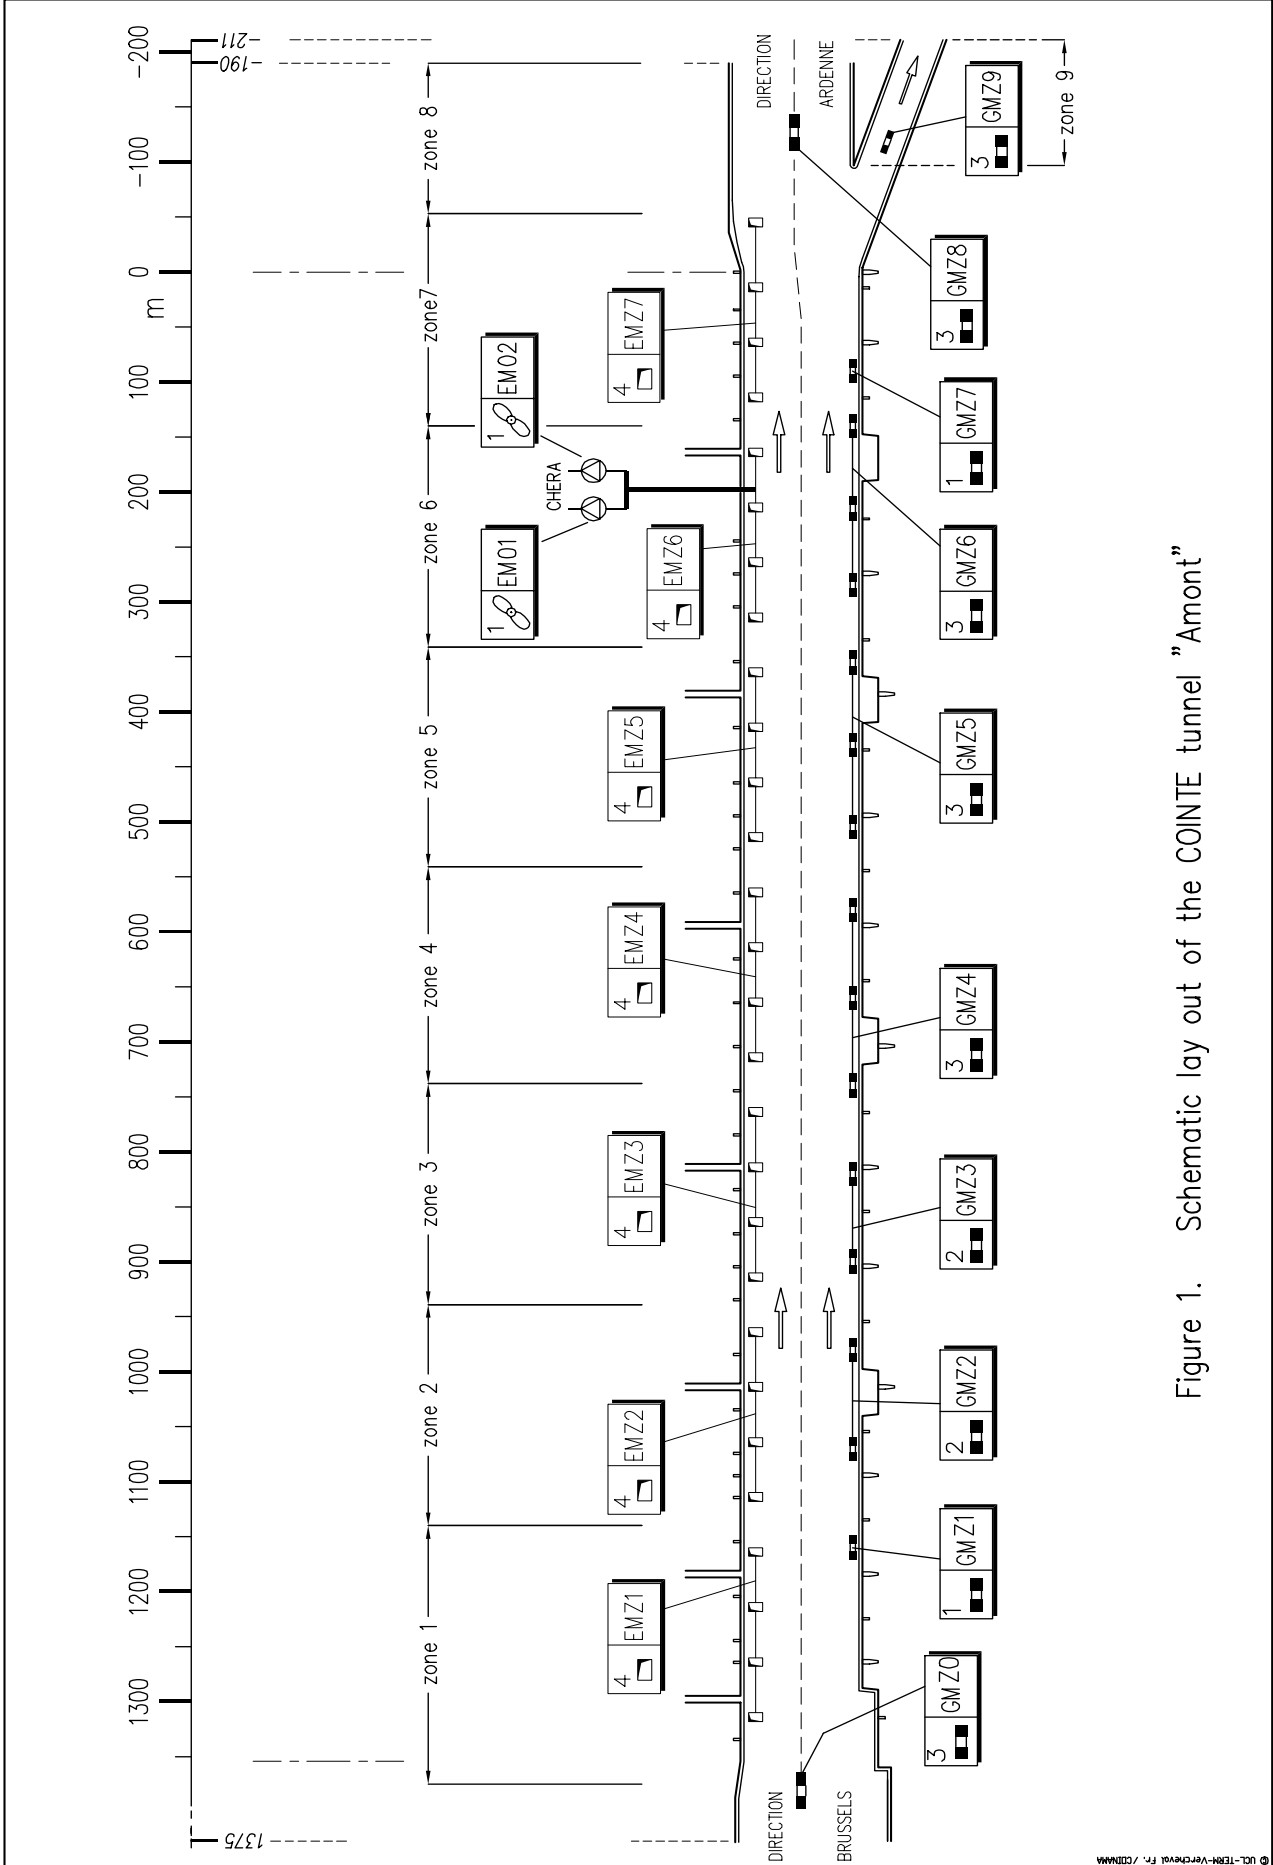 1300 1200 1100 1000 900 800 700 600 500 400 300 200 100 0 -100 -200
m
1375
-190
-211
zone 1
zone 2
zone 3
zone 4
zone 5
zone 6
zone7
zone 8
1 EM01
1 EM02
CHERA
4 EMZ1
4 EMZ2
4 EMZ3
4 EMZ4
4 EMZ5
4 EMZ6
4 EMZ7
DIRECTION
BRUSSELS
DIRECTION
ARDENNE
3 GMZ0
1 GMZ1
2 GMZ2
2 GMZ3
3 GMZ4
3 GMZ5
3 GMZ6
1 GMZ7
3 GMZ8
3 GMZ9
zone 9
Figure 1. Schematic lay out of the COINTE tunnel "Amont"
© UCL-TERM-Vercheval Fr. /